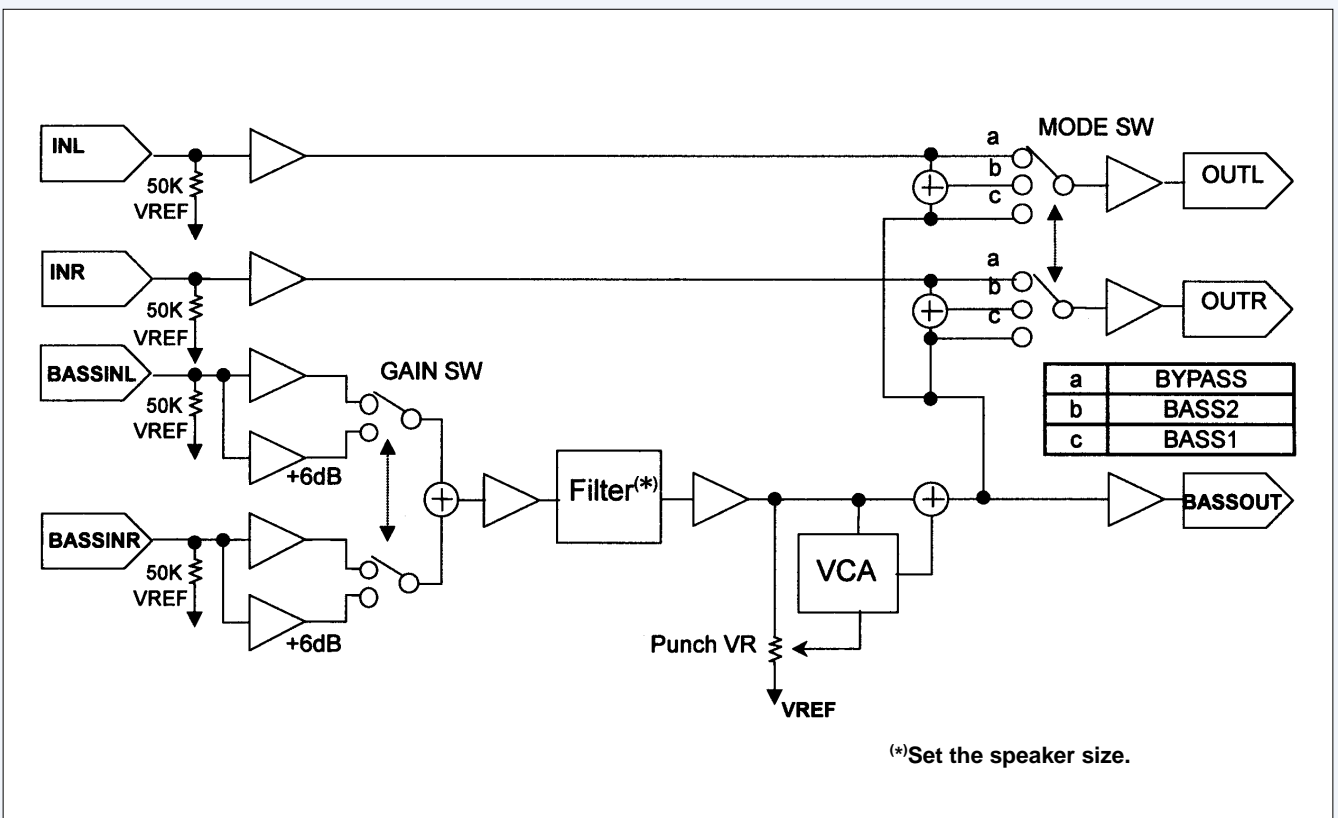 INL
50K
VREF
a
b
c
MODE SW
OUTL
INR
50K
VREF
a
b
c
OUTR
BASSINL
50K
VREF
+6dB
GAIN SW
a BYPASS
b BASS2
c BASS1
BASSINR
50K
VREF
+6dB
+
Filter(*)
VCA
+
+
+
BASSOUT
Punch VR
VREF
(*)Set the speaker size.